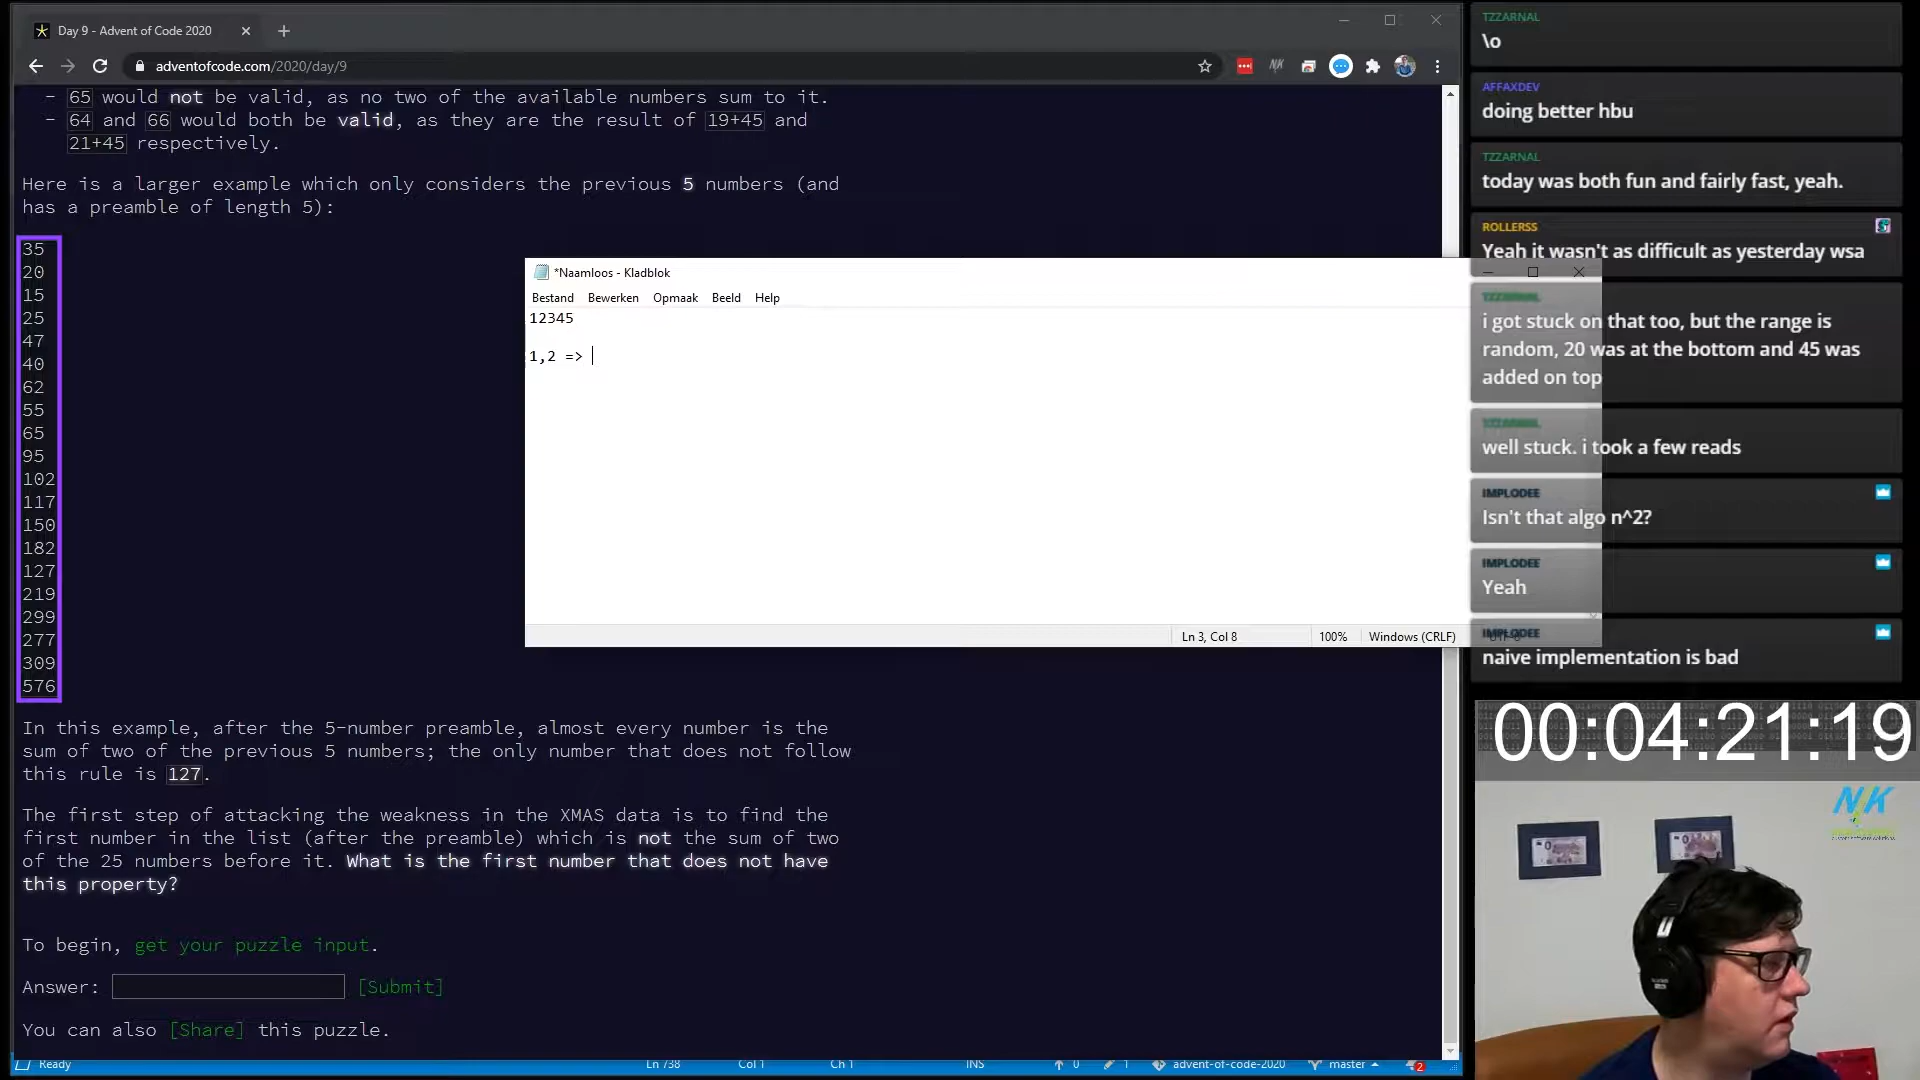 Day 9 - Advent of Code 2020
adventofcode.com/2020/day/9
- 65 would not be valid, as no two of the available numbers sum to it.
- 64 and 66 would both be valid, as they are the result of 19+45 and
21+45 respectively.
Here is a larger example which only considers the previous 5 numbers (and
has a preamble of length 5):
35
20
15
25
47
40
62
55
65
95
102
117
150
182
127
219
299
277
309
576
In this example, after the 5-number preamble, almost every number is the
sum of two of the previous 5 numbers; the only number that does not follow
this rule is 127.
The first step of attacking the weakness in the XMAS data is to find the
first number in the list (after the preamble) which is not the sum of two
of the 25 numbers before it. What is the first number that does not have
this property?
To begin, get your puzzle input.
Answer: [Submit]
You can also [Share] this puzzle.
Ready Ln 738 Col 1 Ch 1 INS 0 1 advent-of-code-2020 master 2
*Naamloos - Kladblok
Bestand Bewerken Opmaak Beeld Help
12345
1,2 =>
Ln 3, Col 8 100% Windows (CRLF) UTF-8
TZZARNAL
\o
AFFAXDEV
doing better hbu
TZZARNAL
today was both fun and fairly fast, yeah.
ROLLERSS
Yeah it wasn't as difficult as yesterday wsa
TZZARNAL
i got stuck on that too, but the range is
random, 20 was at the bottom and 45 was
added on top
TZZARNAL
well stuck. i took a few reads
IMPLODEE
Isn't that algo n^2?
IMPLODEE
Yeah
IMPLODEE
naive implementation is bad
00:04:21:19
NK